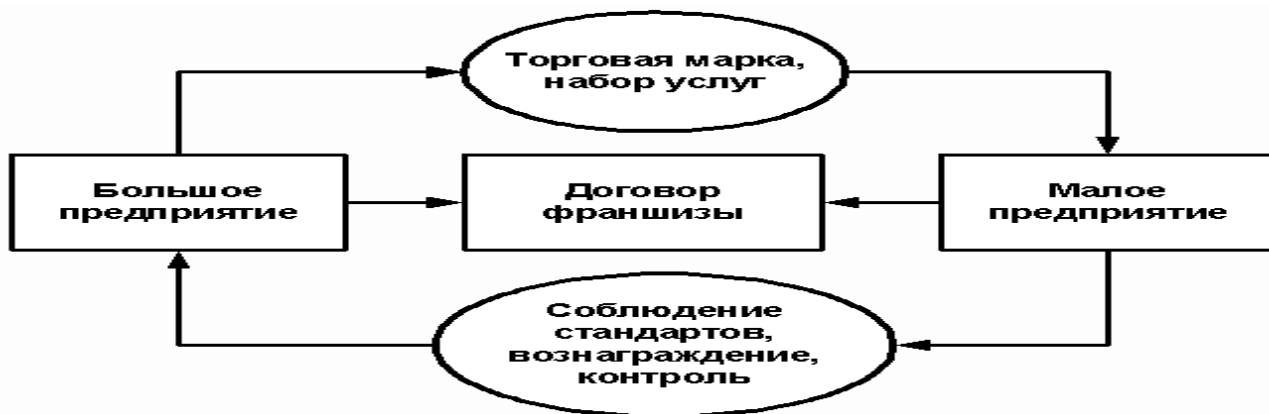 Торговая марка,
набор услуг
Большое
предприятие
Договор
франшизы
Малое
предприятие
Соблюдение
стандартов,
вознаграждение,
контроль